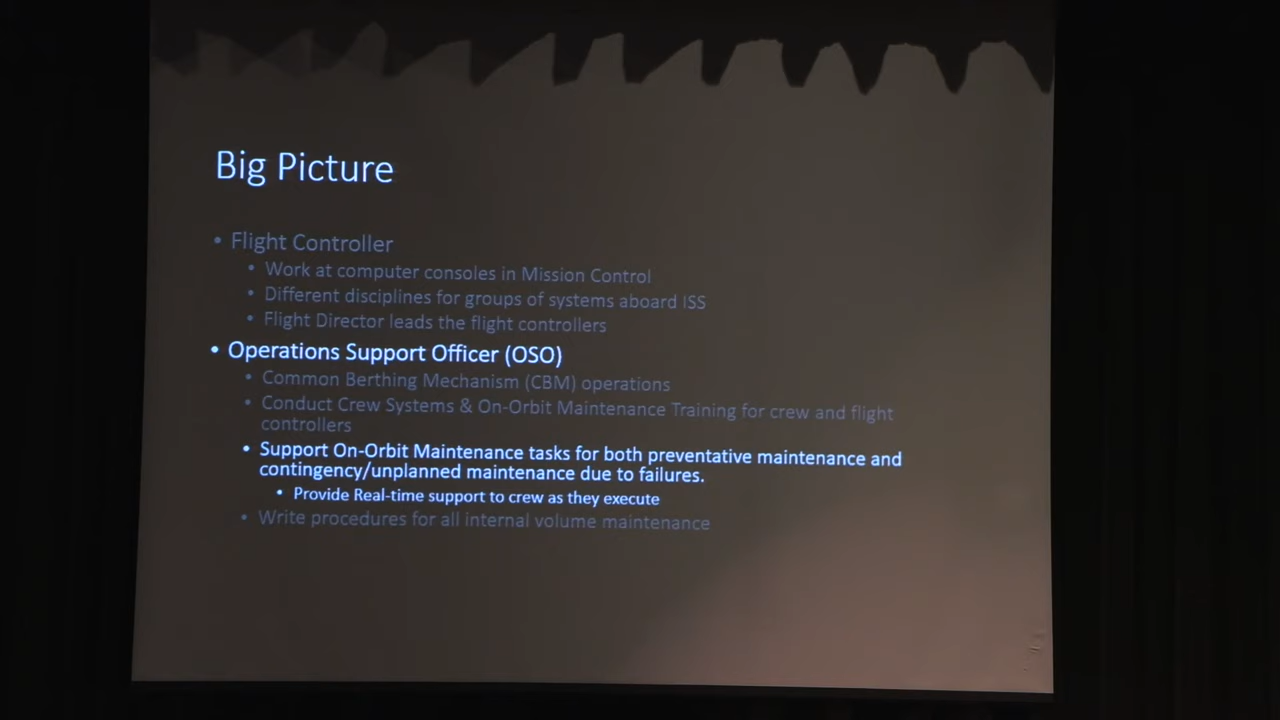 Big Picture
• Flight Controller
• Work at computer consoles in Mission Control
• Different disciplines for groups of systems aboard ISS
• Flight Director leads the flight controllers
• Operations Support Officer (OSO)
• Common Berthing Mechanism (CBM) operations
• Conduct Crew Systems & On-Orbit Maintenance Training for crew and flight
controllers
• Support On-Orbit Maintenance tasks for both preventative maintenance and
contingency/unplanned maintenance due to failures.
• Provide Real-time support to crew as they execute
• Write procedures for all internal volume maintenance